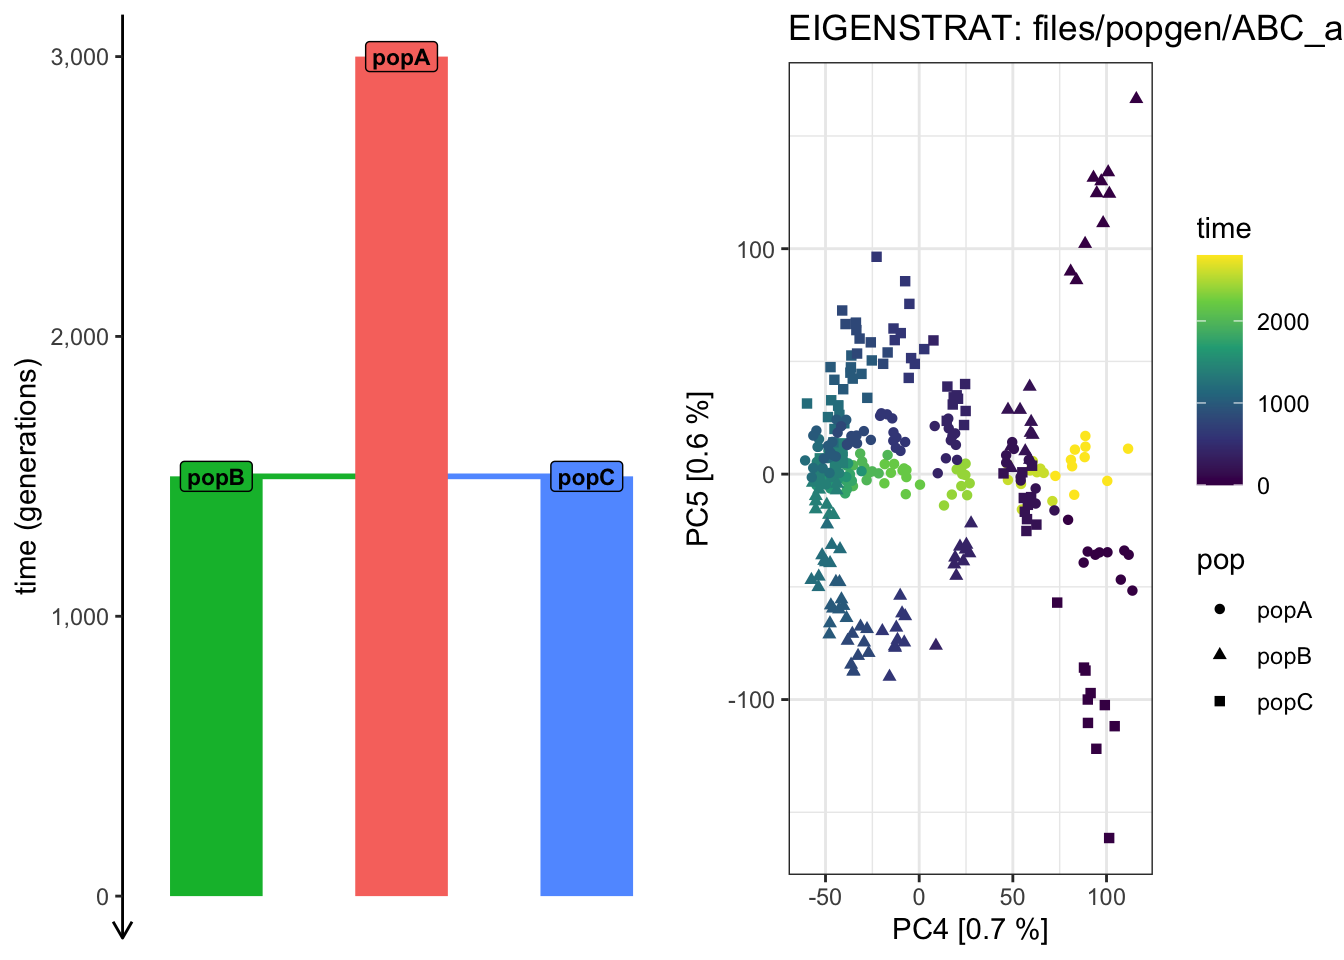 time (generations)
3,000
2,000
1,000
0
popA
popB
popC
EIGENSTRAT: files/popgen/ABC_a
PC5 [0.6 %]
100
0
-100
-50
0
50
100
PC4 [0.7 %]
time
2000
1000
0
pop
popA
popB
popC